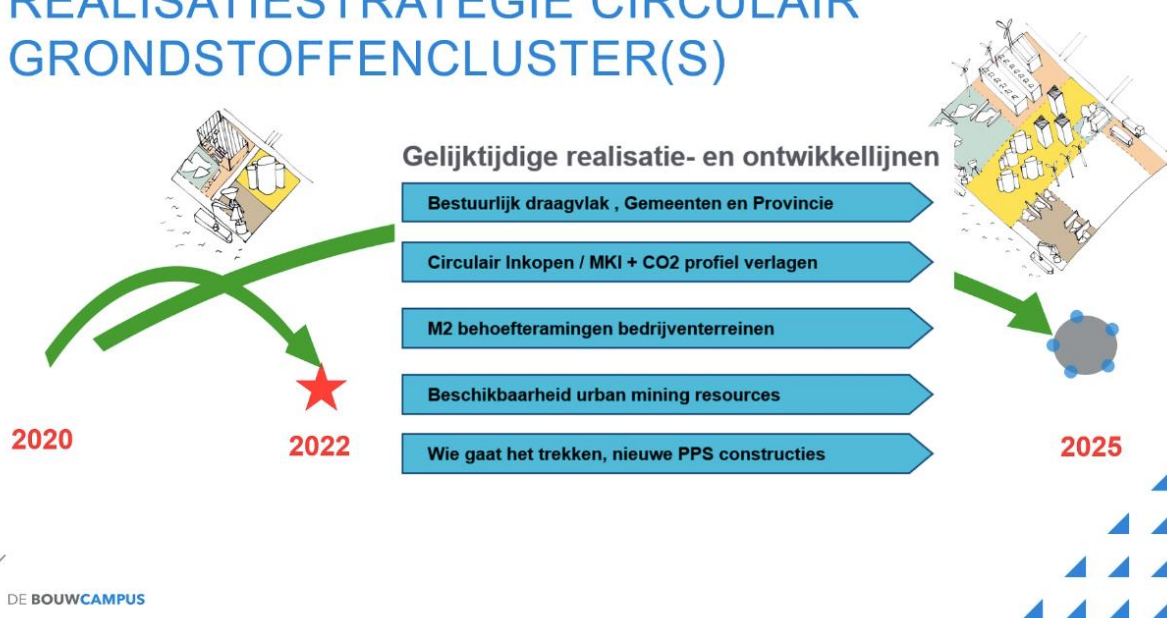 REALISATIESTRATEGIE CIRCULAIR
GRONDSTOFFENCLUSTER(S)
Gelijktijdige realisatie- en ontwikkellijnen
Bestuurlijk draagvlak , Gemeenten en Provincie
Circulair Inkopen / MKI + CO2 profiel verlagen
M2 behoefteramingen bedrijventerreinen
Beschikbaarheid urban mining resources
Wie gaat het trekken, nieuwe PPS constructies
2020
2022
2025
DE BOUWCAMPUS